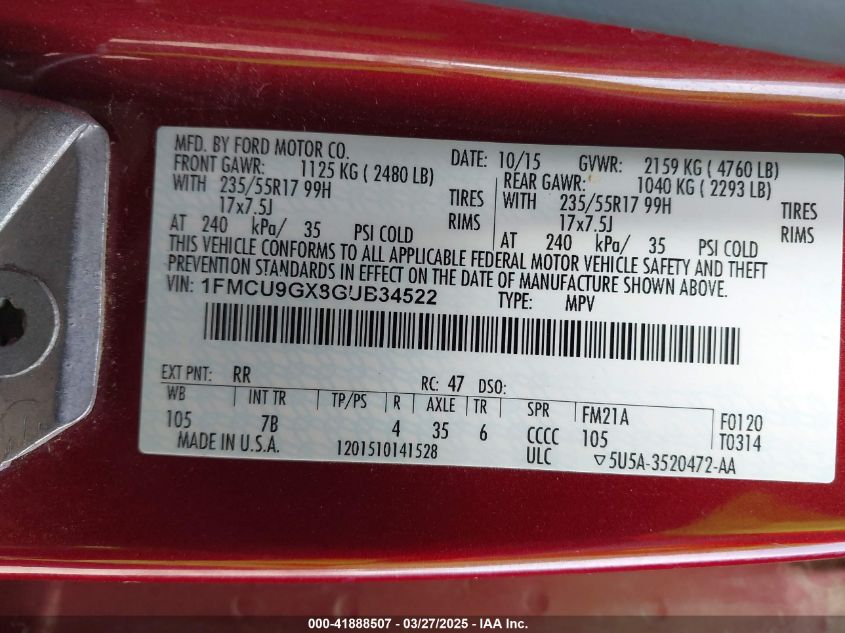 MFD. BY FORD MOTOR CO. DATE: 10/15 GVWR: 2159 KG ( 4760 LB)
FRONT GAWR: 1125 KG ( 2480 LB) REAR GAWR: 1040 KG ( 2293 LB)
WITH 235/55R17 99H TIRES WITH 235/55R17 99H TIRES
17x7.5J RIMS 17x7.5J RIMS
AT 240 kPa/ 35 PSI COLD AT 240 kPa/ 35 PSI COLD
THIS VEHICLE CONFORMS TO ALL APPLICABLE FEDERAL MOTOR VEHICLE SAFETY AND THEFT
PREVENTION STANDARDS IN EFFECT ON THE DATE OF MANUFACTURE SHOWN ABOVE.
VIN: 1FMCU9GX8GUB34522 TYPE: MPV
EXT PNT: RR RC: 47 DSO:
WB INT TR TP/PS R AXLE TR SPR FM21A F0120
105 7B 4 35 6 CCCC 105 T0314
MADE IN U.S.A. 1201510141528 ULC ▽5U5A-3520472-AA
000-41888507 - 03/27/2025 - IAA Inc.